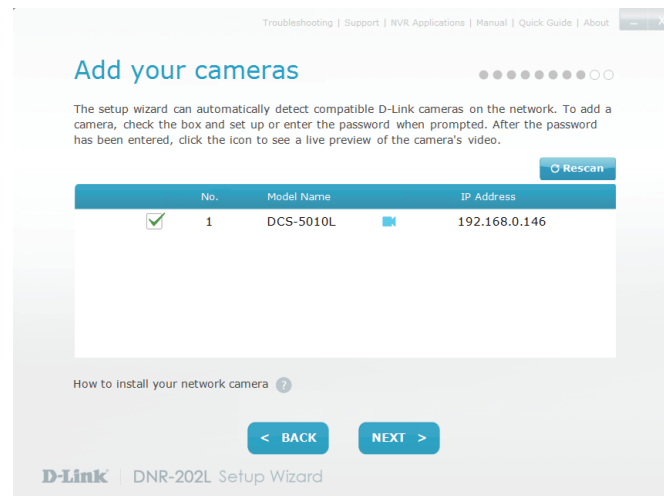 Troubleshooting | Support | NVR Applications | Manual | Quick Guide | About
Add your cameras
The setup wizard can automatically detect compatible D-Link cameras on the network. To add a
camera, check the box and set up or enter the password when prompted. After the password
has been entered, click the icon to see a live preview of the camera's video.
Rescan
No. Model Name IP Address
1 DCS-5010L 192.168.0.146
How to install your network camera ?
< BACK NEXT >
D-Link DNR-202L Setup Wizard